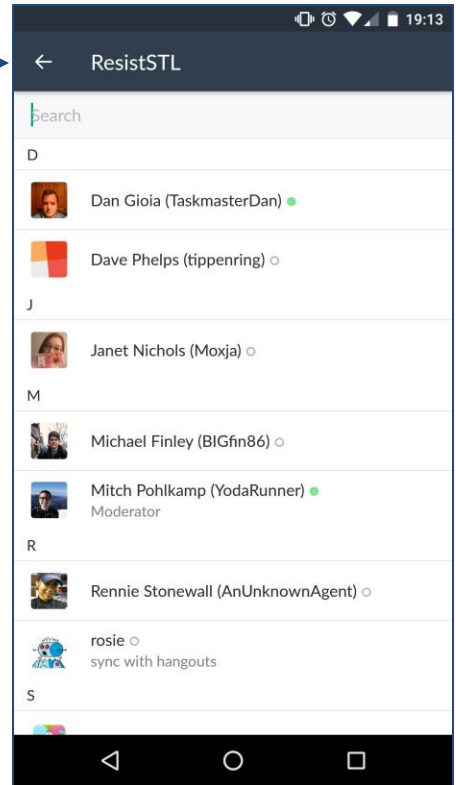 19:13
ResistSTL
Search
D
Dan Gioia (TaskmasterDan)
Dave Phelps (tippenring)
J
Janet Nichols (Moxja)
M
Michael Finley (BIGfin86)
Mitch Pohlkamp (YodaRunner)
Moderator
R
Rennie Stonewall (AnUnknownAgent)
rosie
sync with hangouts
S